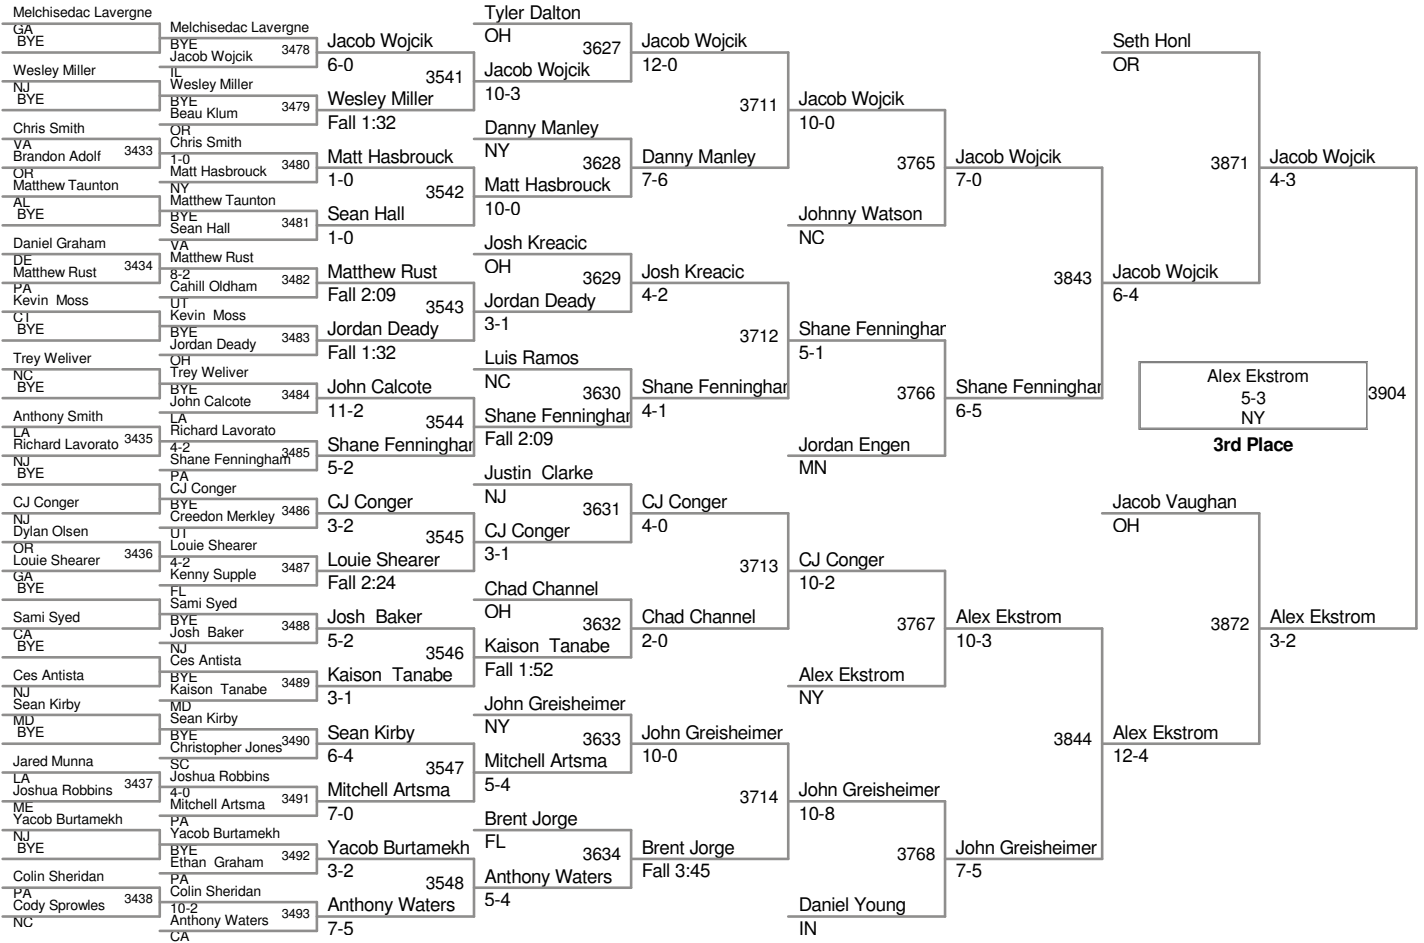 Melchisedac Lavergne
GA
BYE
Wesley Miller
NJ
BYE
Chris Smith
VA
Brandon Adolf
3433
OR
Matthew Taunton
AL
BYE
Daniel Graham
DE
Matthew Rust
3434
PA
Kevin Moss
CT
BYE
Trey Weliver
NC
BYE
Anthony Smith
LA
Richard Lavorato
3435
NJ
BYE
CJ Conger
NJ
Dylan Olsen
OR
Louie Shearer
3436
GA
BYE
Sami Syed
CA
BYE
Ces Antista
NJ
Sean Kirby
MD
BYE
Jared Munna
LA
Joshua Robbins
3437
ME
Yacob Burtamekh
NJ
BYE
Colin Sheridan
PA
Cody Sprowles
3438
NC
Melchisedac Lavergne
BYE
Jacob Wojcik
3478
IL
Wesley Miller
BYE
Beau Klum
3479
OR
Chris Smith
1-0
Matt Hasbrouck
3480
NY
Matthew Taunton
BYE
Sean Hall
3481
VA
Matthew Rust
8-2
Cahill Oldham
3482
UT
Kevin Moss
BYE
Jordan Deady
3483
OH
Trey Weliver
BYE
John Calcote
3484
LA
Richard Lavorato
4-2
Shane Fenningham
3485
PA
CJ Conger
BYE
Creedon Merkley
3486
UT
Louie Shearer
4-2
Kenny Supple
3487
FL
Sami Syed
BYE
Josh Baker
3488
NJ
Ces Antista
BYE
Kaison Tanabe
3489
MD
Sean Kirby
BYE
Christopher Jones
3490
SC
Joshua Robbins
4-0
Mitchell Artsma
3491
PA
Yacob Burtamekh
BYE
Ethan Graham
3492
PA
Colin Sheridan
10-2
Anthony Waters
3493
CA
Jacob Wojcik
6-0
3541
Wesley Miller
Fall 1:32
Matt Hasbrouck
1-0
3542
Sean Hall
1-0
Matthew Rust
Fall 2:09
3543
Jordan Deady
Fall 1:32
John Calcote
11-2
3544
Shane Fenninghar
5-2
CJ Conger
3-2
3545
Louie Shearer
Fall 2:24
Josh Baker
5-2
3546
Kaison Tanabe
3-1
Sean Kirby
6-4
3547
Mitchell Artsma
7-0
Yacob Burtamekh
3-2
3548
Anthony Waters
7-5
Tyler Dalton
OH
3627
Jacob Wojcik
10-3
Danny Manley
NY
3628
Matt Hasbrouck
10-0
Josh Kreacic
OH
3629
Jordan Deady
3-1
Luis Ramos
NC
3630
Shane Fenninghar
Fall 2:09
Justin Clarke
NJ
3631
CJ Conger
3-1
Chad Channel
OH
3632
Kaison Tanabe
Fall 1:52
John Greisheimer
NY
3633
Mitchell Artsma
5-4
Brent Jorge
FL
3634
Anthony Waters
5-4
Jacob Wojcik
12-0
3711
Danny Manley
7-6
Josh Kreacic
4-2
3712
Shane Fenninghar
4-1
CJ Conger
4-0
3713
Chad Channel
2-0
John Greisheimer
10-0
3714
Brent Jorge
Fall 3:45
Jacob Wojcik
10-0
3765
Johnny Watson
NC
Shane Fenninghar
5-1
3766
Jordan Engen
MN
CJ Conger
10-2
3767
Alex Ekstrom
NY
John Greisheimer
10-8
3768
Daniel Young
IN
Jacob Wojcik
7-0
3843
Shane Fenninghar
6-5
Alex Ekstrom
10-3
3844
John Greisheimer
7-5
Seth Honl
OR
3871
Jacob Wojcik
6-4
Jacob Vaughan
OH
3872
Alex Ekstrom
12-4
Jacob Wojcik
4-3
Alex Ekstrom
3-2
Alex Ekstrom
5-3
NY
3904
3rd Place